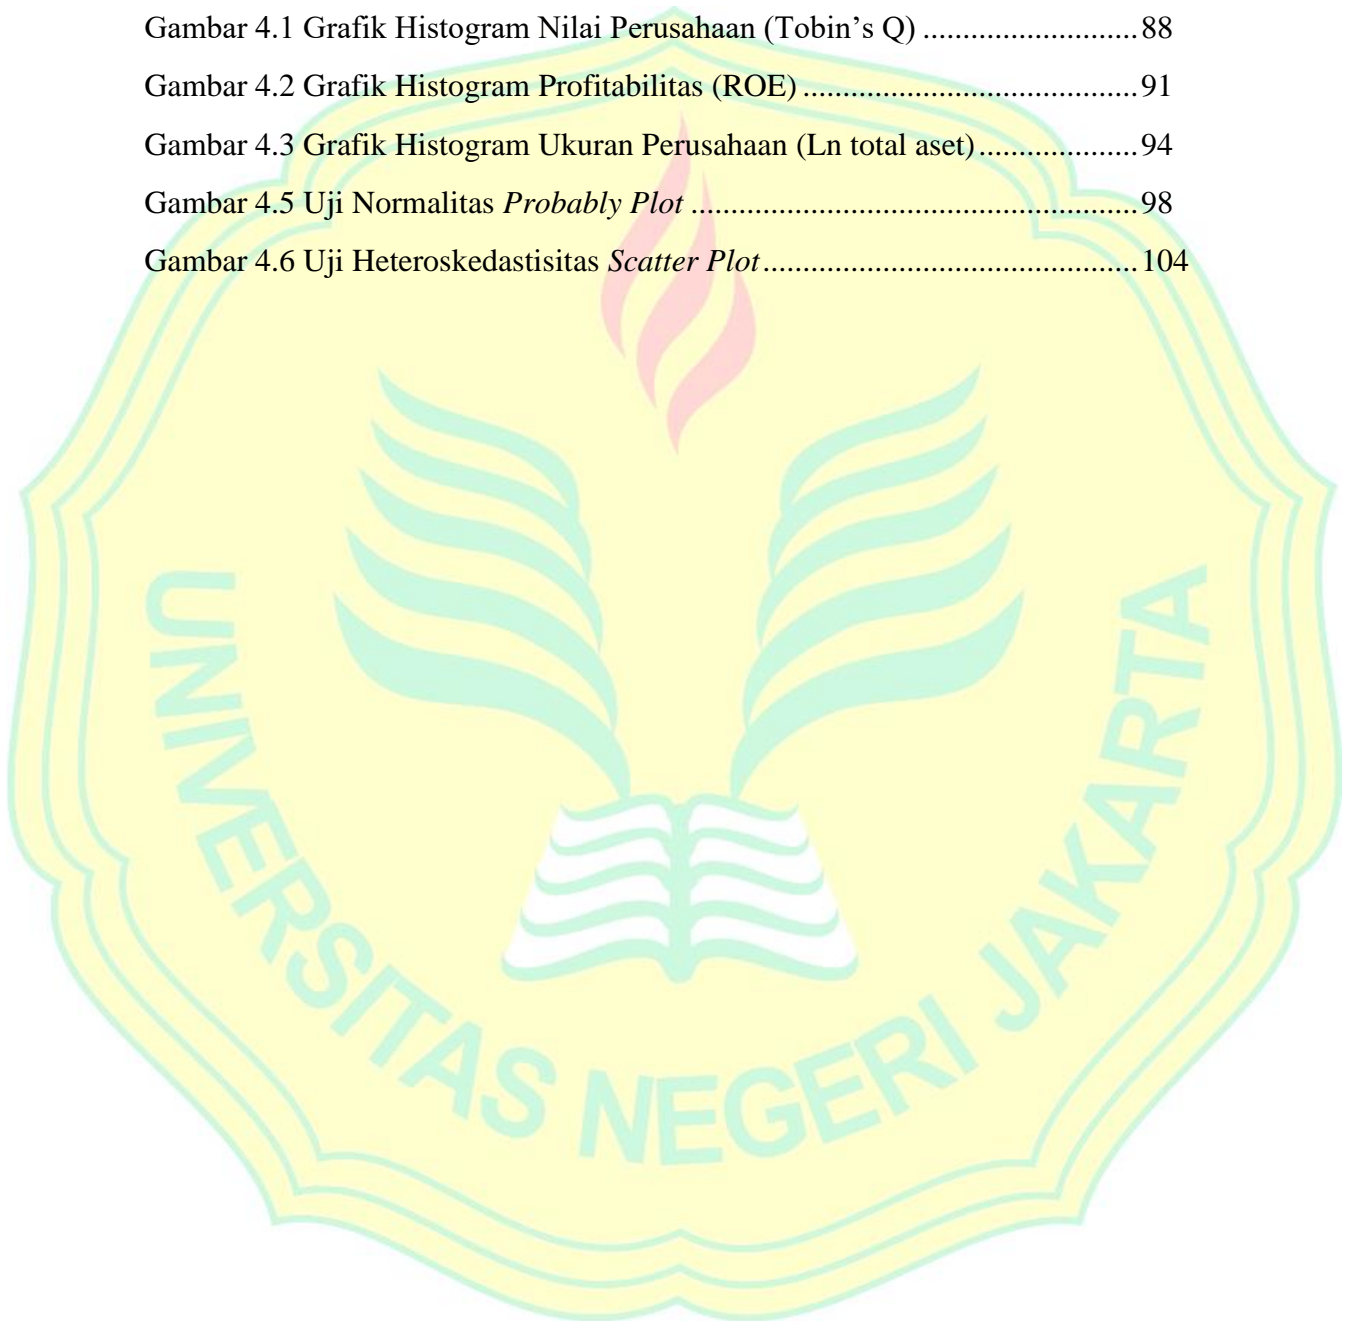 Gambar 4.1 Grafik Histogram Nilai Perusahaan (Tobin’s Q) ........................... 88
Gambar 4.2 Grafik Histogram Profitabilitas (ROE) .......................................... 91
Gambar 4.3 Grafik Histogram Ukuran Perusahaan (Ln total aset).................... 94
Gambar 4.5 Uji Normalitas Probably Plot ........................................................ 98
Gambar 4.6 Uji Heteroskedastisitas Scatter Plot............................................... 104
UNIVERSITAS NEGERI JAKARTA